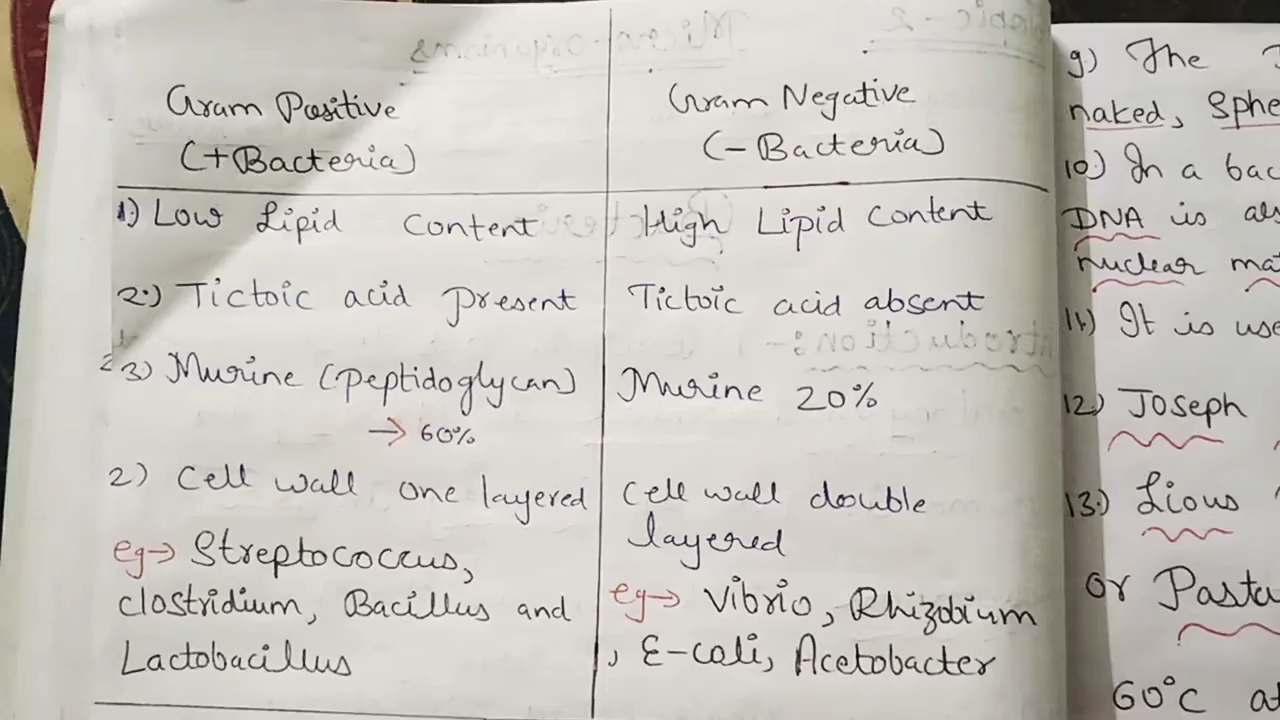 Gram Positive
(+Bacteria)
1.) Low Lipid Content
2.) Tictoic acid present
3) Murine (peptidoglycan)
→ 60%
2) Cell wall one layered
eg→ Streptococcus,
Clostridium, Bacillus and
Lactobacillus
Gram Negative
(– Bacteria)
High Lipid Content
Tictoic acid absent
Murine 20%
Cell wall double
layered
eg→ Vibrio, Rhizobium
, E-coli, Acetobacter
9) The
naked, Sphe
10) In a bac
DNA is als
nuclear mat
11) It is use
12) Joseph
13.) Lious
or Pastu
60°C at